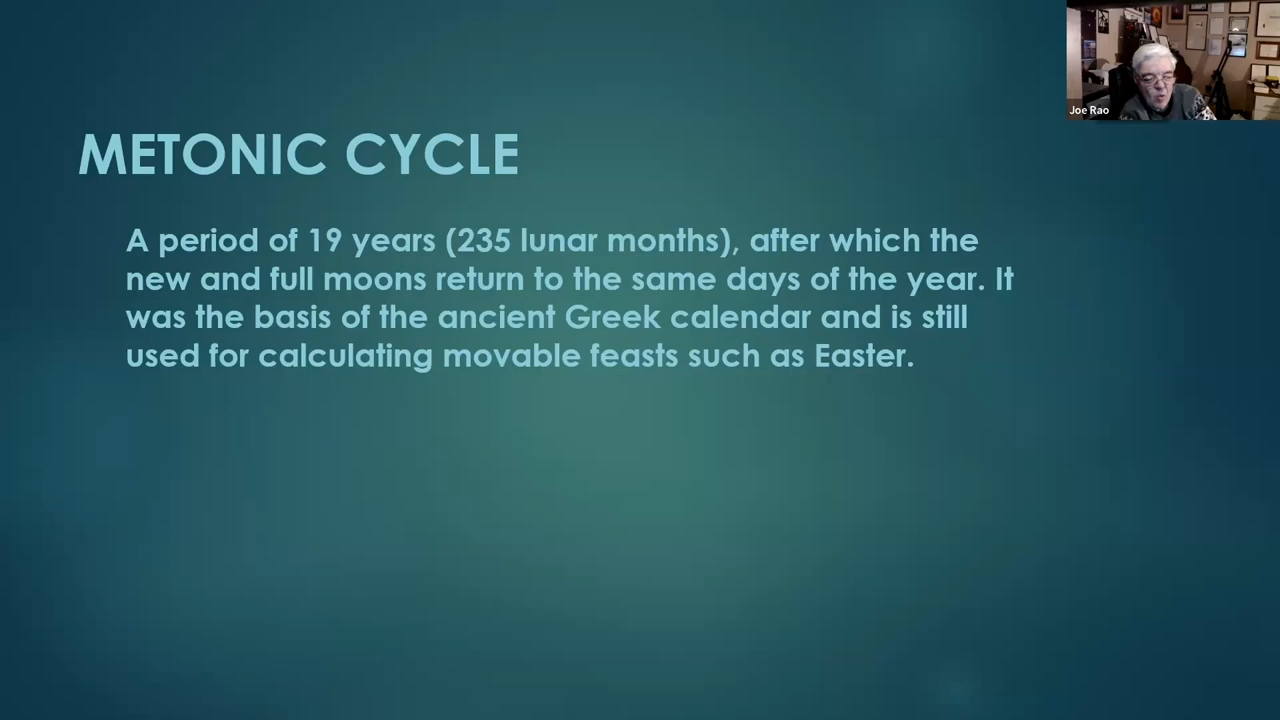 Joe Rao
METONIC CYCLE
A period of 19 years (235 lunar months), after which the
new and full moons return to the same days of the year. It
was the basis of the ancient Greek calendar and is still
used for calculating movable feasts such as Easter.